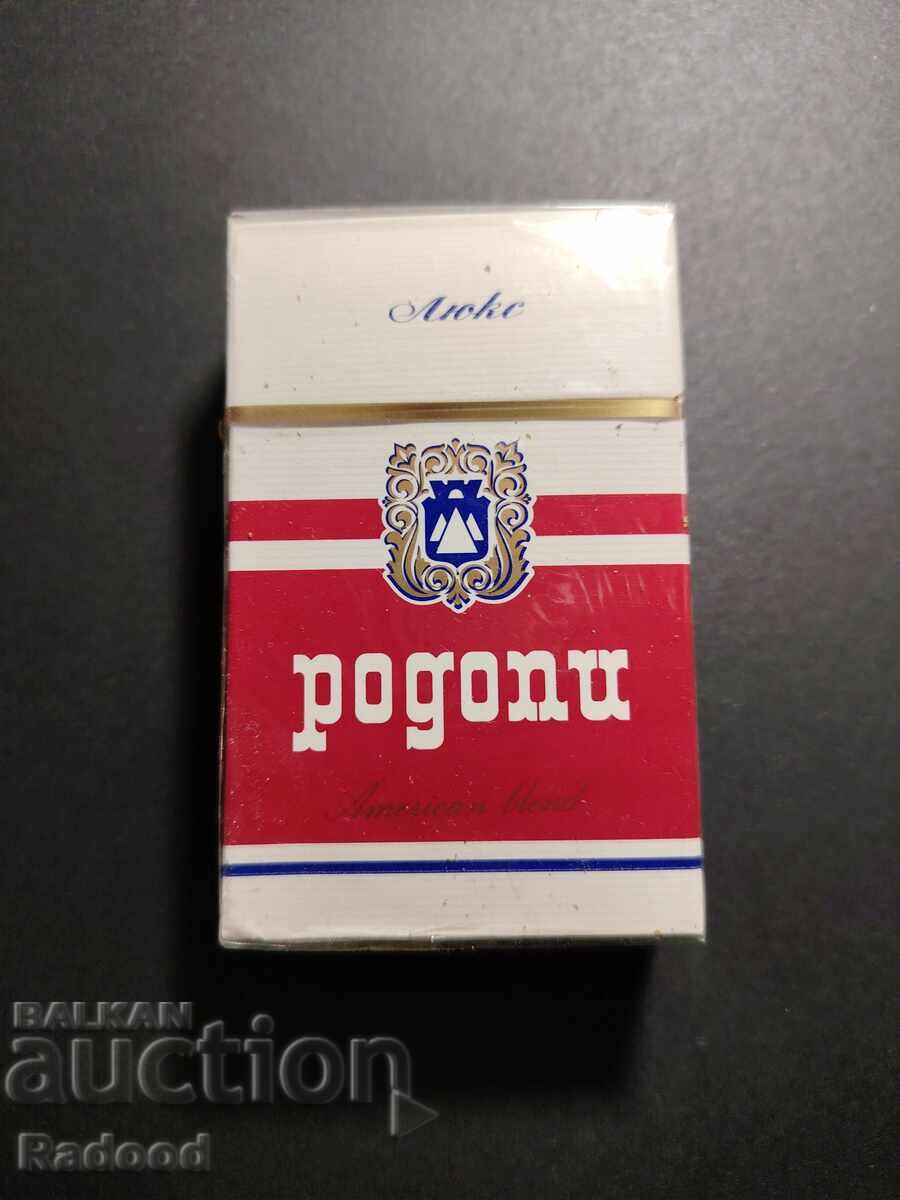 Люкс
родопи
American blend
BALKAN
auction
Radood